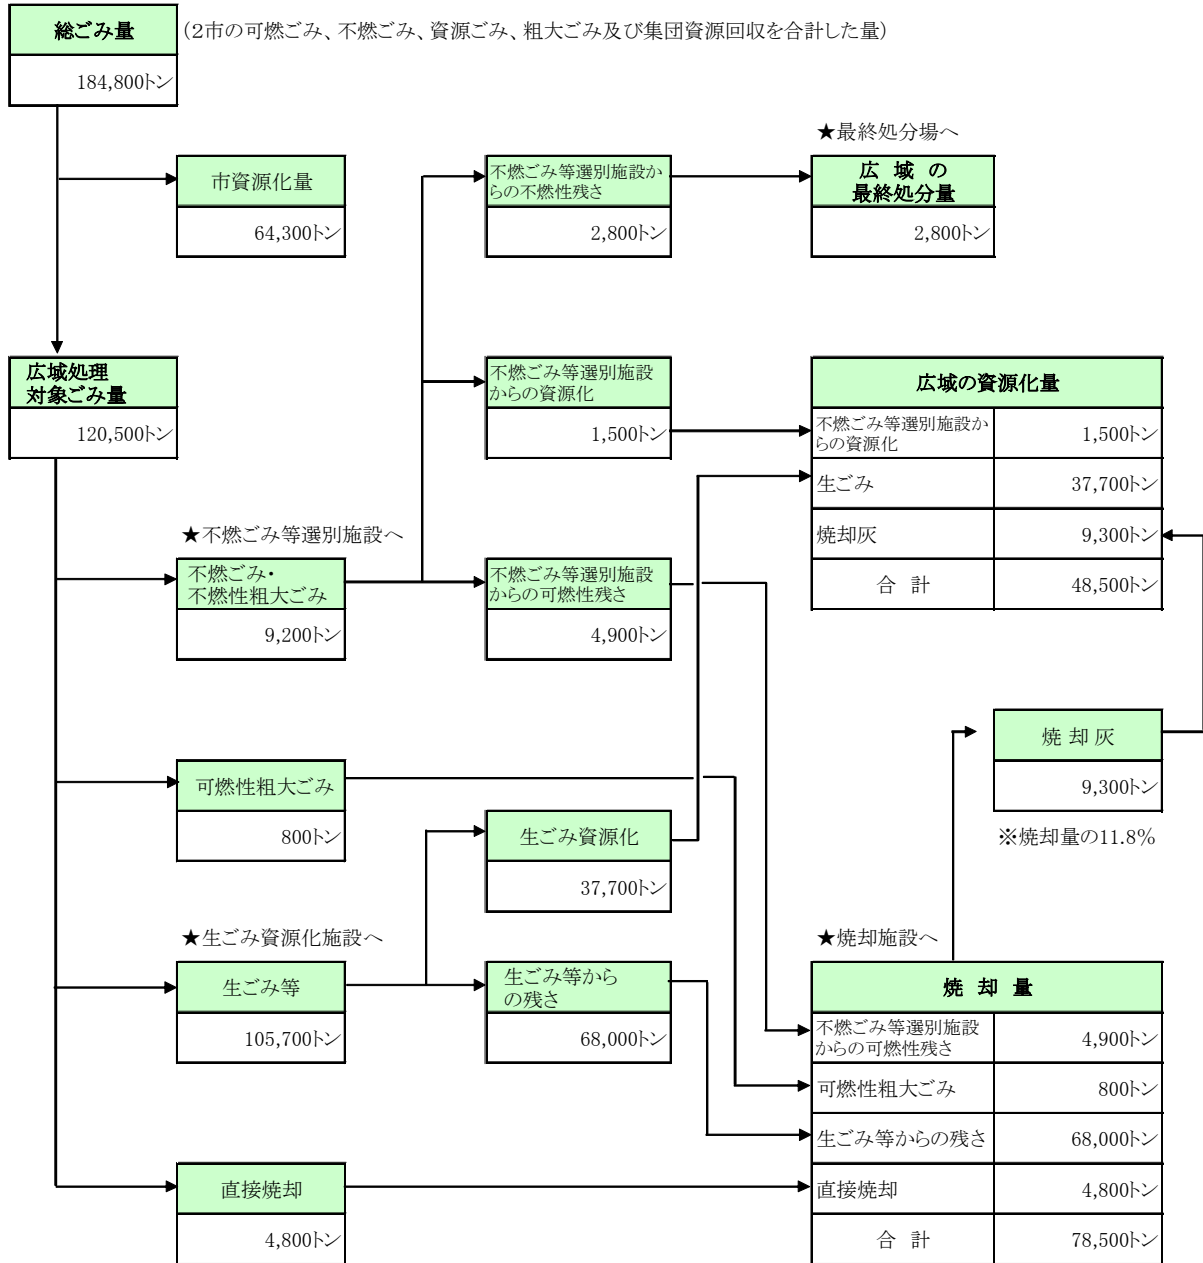 総ごみ量
(2市の可燃ごみ、不燃ごみ、資源ごみ、粗大ごみ及び集団資源回収を合計した量)
184,800トン
★最終処分場へ
市資源化量
64,300トン
不燃ごみ等選別施設か
らの不燃性残さ
2,800トン
広 域 の
最終処分量
2,800トン
広域処理
対象ごみ量
120,500トン
不燃ごみ等選別施設
からの資源化
1,500トン
広域の資源化量
不燃ごみ等選別施設か
らの資源化
1,500トン
生ごみ
37,700トン
焼却灰
9,300トン
合 計
48,500トン
★不燃ごみ等選別施設へ
不燃ごみ・
不燃性粗大ごみ
9,200トン
不燃ごみ等選別施設
からの可燃性残さ
4,900トン
焼 却 灰
9,300トン
※焼却量の11.8%
可燃性粗大ごみ
800トン
生ごみ資源化
37,700トン
★生ごみ資源化施設へ
生ごみ等
105,700トン
生ごみ等から
の残さ
68,000トン
★焼却施設へ
焼 却 量
不燃ごみ等選別施設
からの可燃性残さ
4,900トン
可燃性粗大ごみ
800トン
生ごみ等からの残さ
68,000トン
直接焼却
4,800トン
合 計
78,500トン
直接焼却
4,800トン